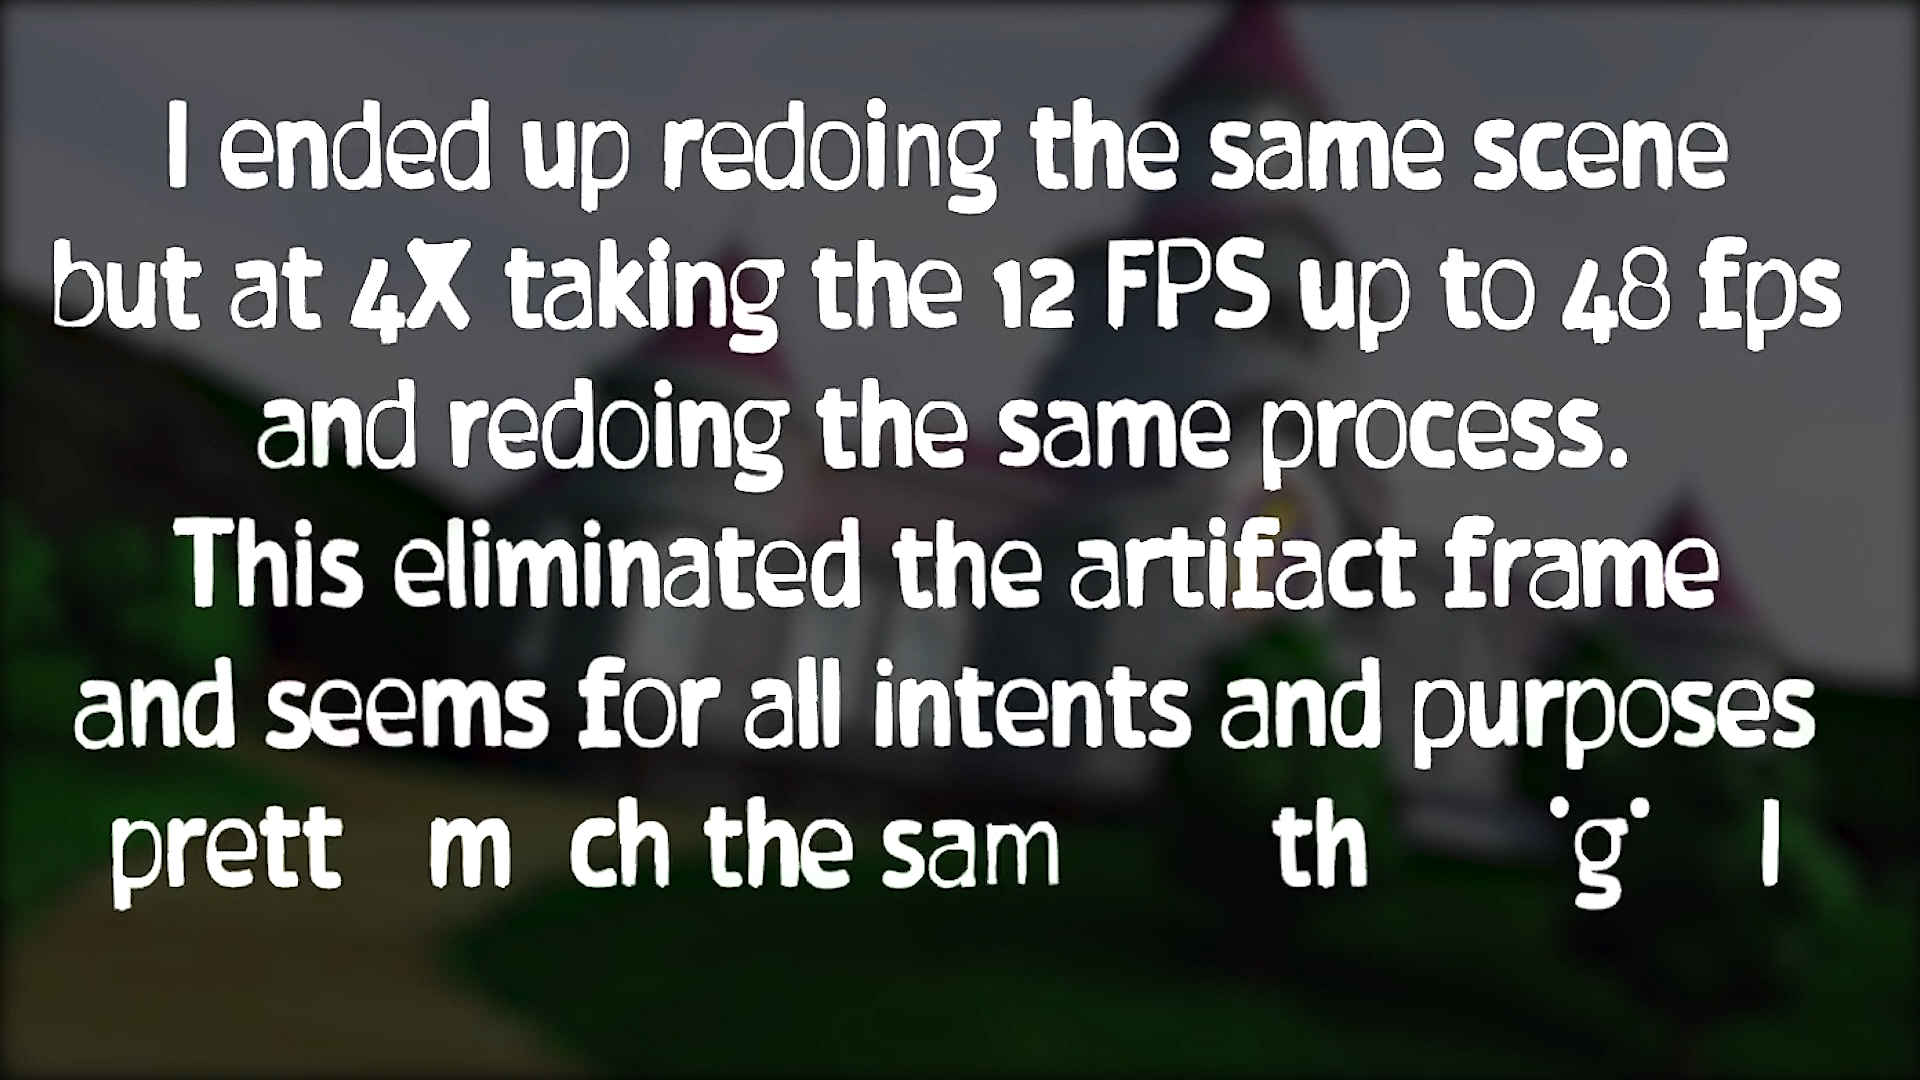 I ended up redoing the same scene
but at 4X taking the 12 FPS up to 48 fps
and redoing the same process.
This eliminated the artifact frame
and seems for all intents and purposes
prett m ch the sam th g I